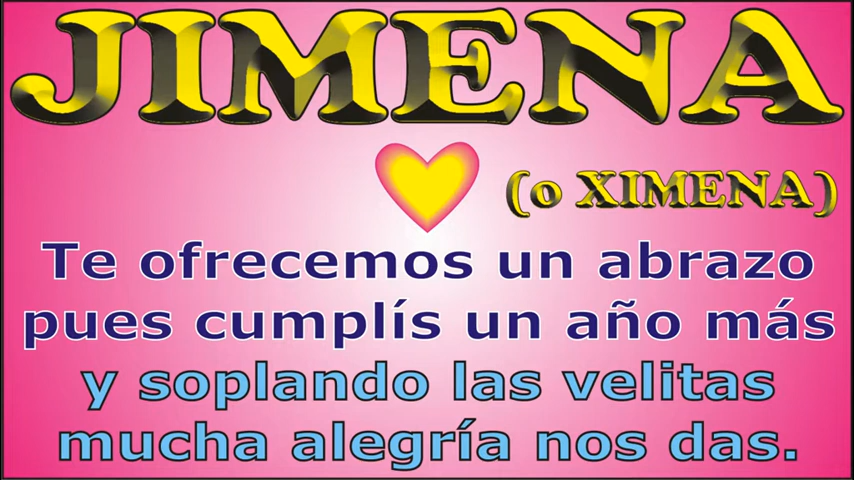 JIMENA
(o XIMENA)
Te ofrecemos un abrazo
pues cumplís un año más
y soplando las velitas
mucha alegría nos das.